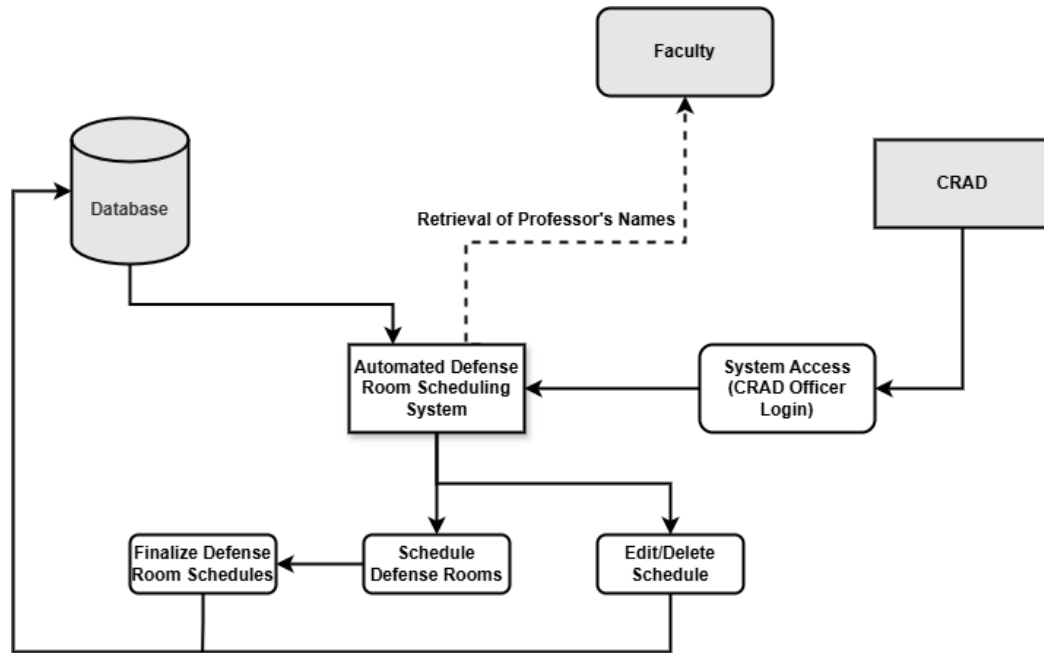 Faculty
CRAD
Database
Retrieval of Professor's Names
Automated Defense
Room Scheduling
System
System Access
(CRAD Officer
Login)
Finalize Defense
Room Schedules
Schedule
Defense Rooms
Edit/Delete
Schedule